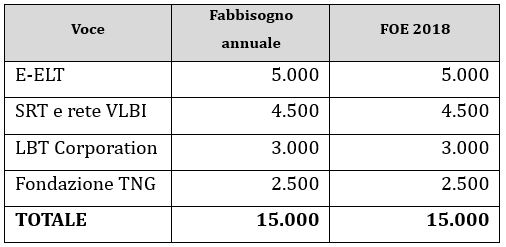 Voce Fabbisogno annuale FOE 2018
E-ELT 5.000 5.000
SRT e rete VLBI 4.500 4.500
LBT Corporation 3.000 3.000
Fondazione TNG 2.500 2.500
TOTALE 15.000 15.000